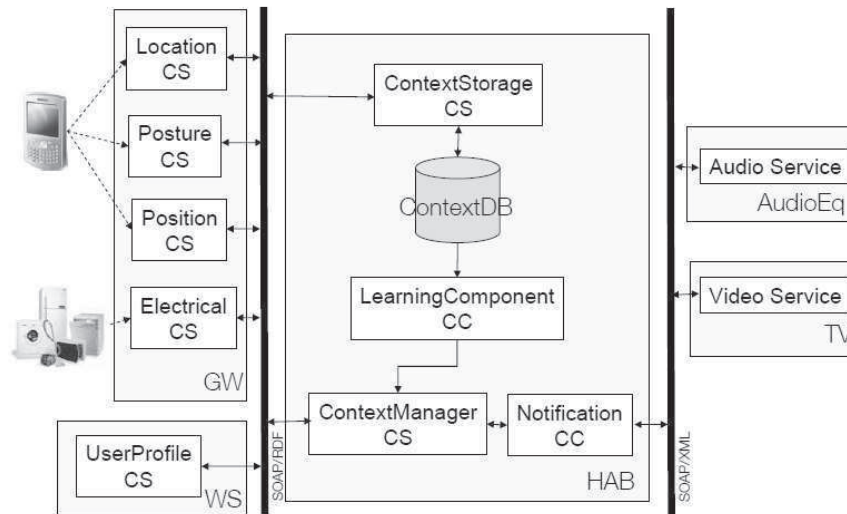 Location
CS
Posture
CS
Position
CS
Electrical
CS
GW
UserProfile
CS
WS
SOAP/RDF
ContextStorage
CS
ContextDB
LearningComponent
CC
ContextManager
CS
Notification
CC
HAB
SOAP/XML
Audio Service
AudioEq
Video Service
TV